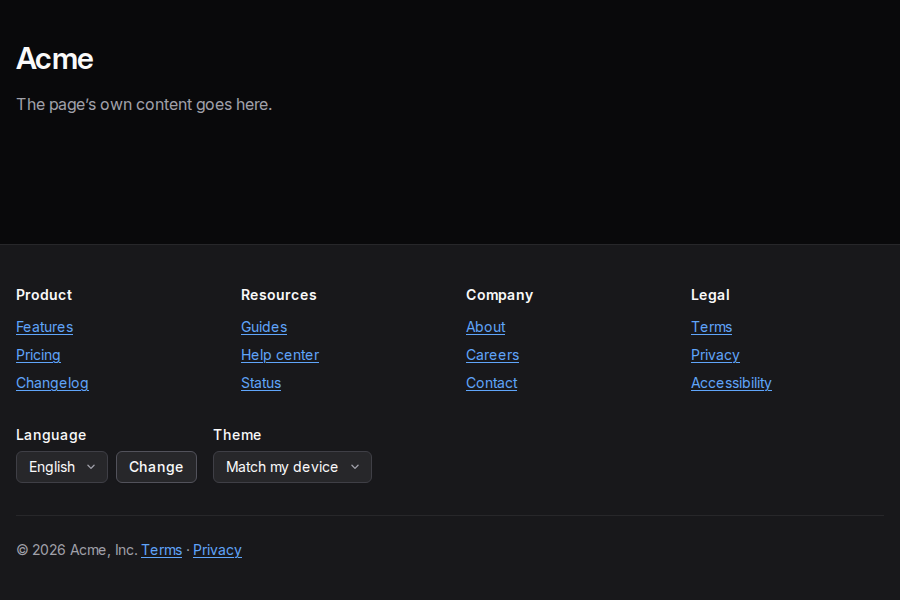 Acme
The page's own content goes here.
Product
Features
Pricing
Changelog
Resources
Guides
Help center
Status
Company
About
Careers
Contact
Legal
Terms
Privacy
Accessibility
Language
English
Change
Theme
Match my device
© 2026 Acme, Inc. Terms · Privacy